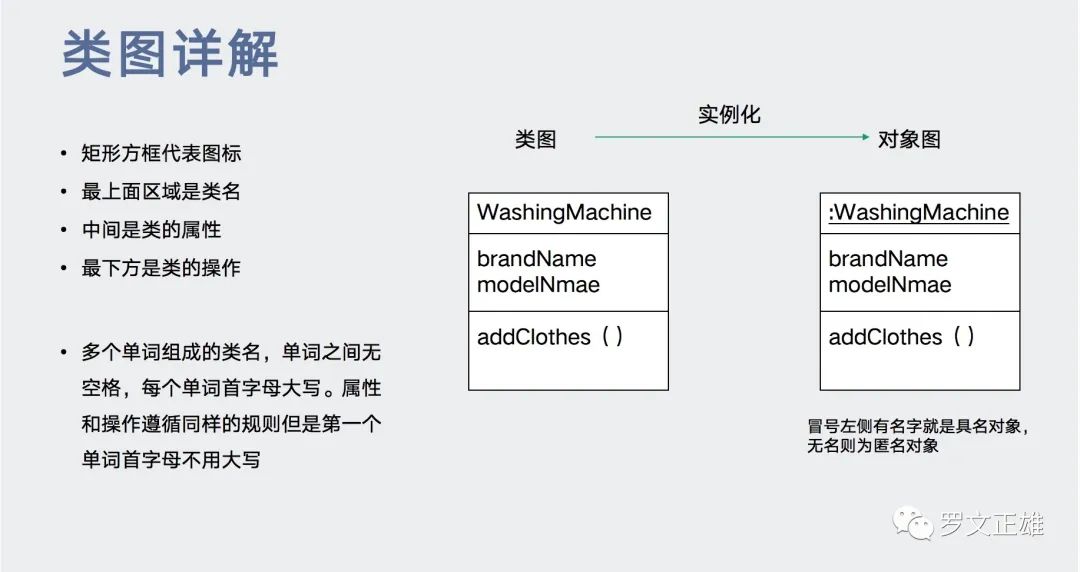 类图详解
• 矩形方框代表图标
• 最上面区域是类名
• 中间是类的属性
• 最下方是类的操作
• 多个单词组成的类名，单词之间无
空格，每个单词首字母大写。属性
和操作遵循同样的规则但是第一个
单词首字母不用大写
实例化
类图
对象图
WashingMachine
brandName
modelNmae
addClothes（）
:WashingMachine
brandName
modelNmae
addClothes（）
冒号左侧有名字就是具名对象，
无名则为匿名对象
罗文正雄